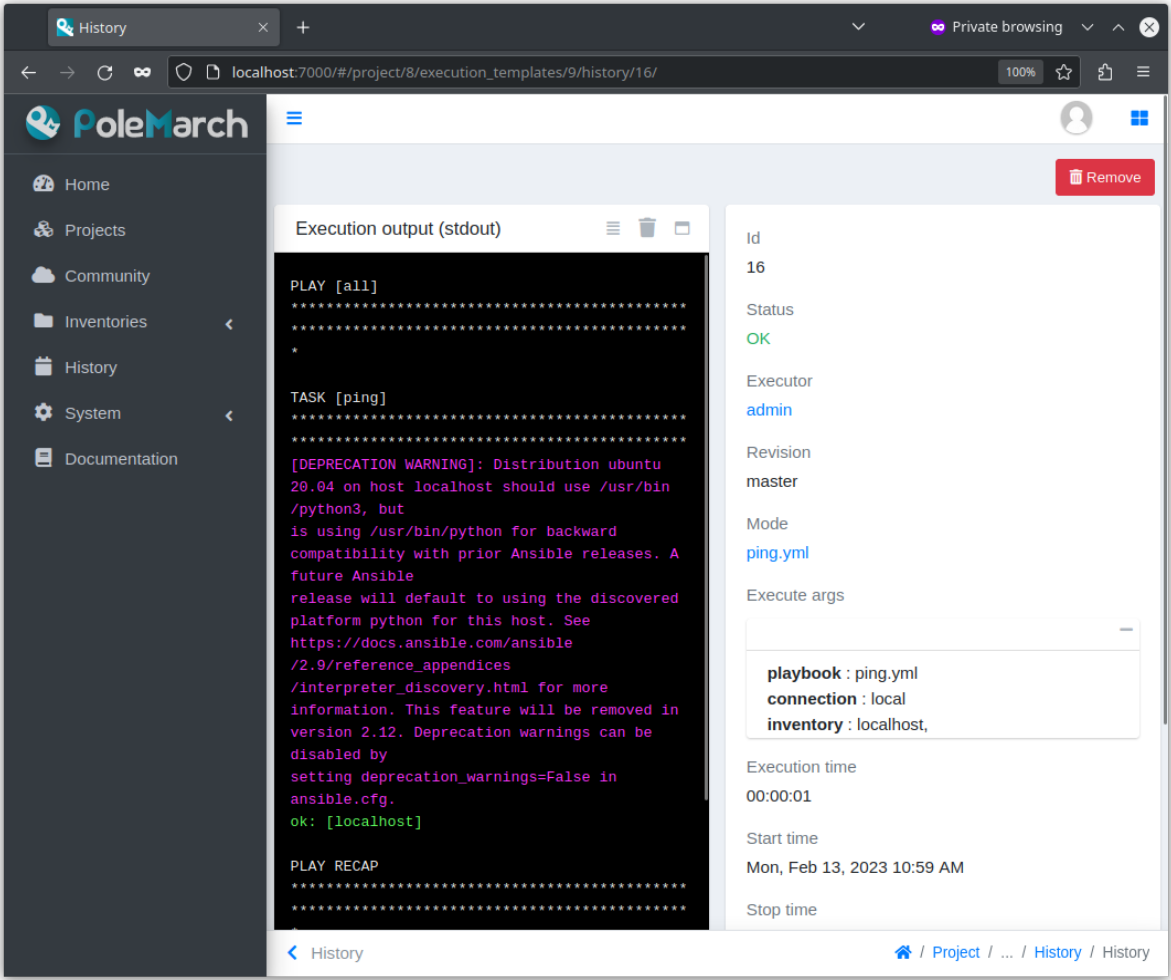 History
Private browsing
localhost:7000/#/project/8/execution_templates/9/history/16/
100%
PoleMarch
Home
Projects
Community
Inventories
History
System
Documentation
Remove
Execution output (stdout)
PLAY [all]
*********************************************
*********************************************
*
TASK [ping]
*********************************************
*********************************************
[DEPRECATION WARNING]: Distribution ubuntu
20.04 on host localhost should use /usr/bin
/python3, but
is using /usr/bin/python for backward
compatibility with prior Ansible releases. A
future Ansible
release will default to using the discovered
platform python for this host. See
https://docs.ansible.com/ansible
/2.9/reference_appendices
/interpreter_discovery.html for more
information. This feature will be removed in
version 2.12. Deprecation warnings can be
disabled by
setting deprecation_warnings=False in
ansible.cfg.
ok: [localhost]
PLAY RECAP
*********************************************
*********************************************
*
Id
16
Status
OK
Executor
admin
Revision
master
Mode
ping.yml
Execute args
playbook : ping.yml
connection : local
inventory : localhost,
Execution time
00:00:01
Start time
Mon, Feb 13, 2023 10:59 AM
Stop time
History
/ Project / ... / History / History